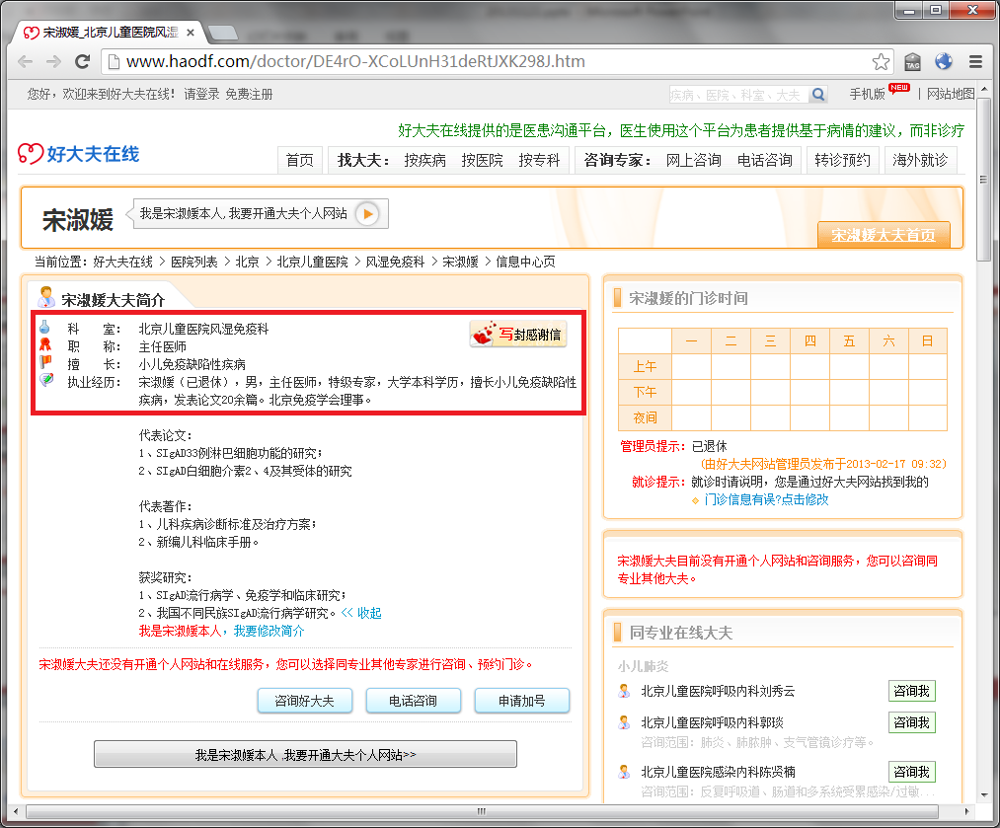 宋淑媛_北京儿童医院风湿
www.haodf.com/doctor/DE4rO-XCoLUnH31deRtJXK298J.htm
TAG
您好，欢迎来到好大夫在线！ 请登录 免费注册
疾病、医院、科室、大夫
手机版 NEW | 网站地图
好大夫在线提供的是医患沟通平台，医生使用这个平台为患者提供基于病情的建议，而非诊疗
好大夫在线
首页 找大夫： 按疾病 按医院 按专科 咨询专家： 网上咨询 电话咨询 转诊预约 海外就诊
宋淑媛
我是宋淑媛本人, 我要开通大夫个人网站
宋淑媛大夫首页
当前位置：好大夫在线 > 医院列表 > 北京 > 北京儿童医院 > 风湿免疫科 > 宋淑媛 > 信息中心页
宋淑媛大夫简介
科 室： 北京儿童医院风湿免疫科
写封感谢信
职 称： 主任医师
擅 长： 小儿免疫缺陷性疾病
执业经历： 宋淑媛（已退休），男，主任医师，特级专家，大学本科学历，擅长小儿免疫缺陷性
疾病，发表论文20余篇。北京免疫学会理事。
代表论文：
1、SIgAD33例淋巴细胞功能的研究；
2、SIgAD白细胞介素2、4及其受体的研究
代表著作：
1、儿科疾病诊断标准及治疗方案；
2、新编儿科临床手册。
获奖研究：
1、SIgAD流行病学、免疫学和临床研究；
2、我国不同民族SIgAD流行病学研究。<< 收起
我是宋淑媛本人，我要修改简介
宋淑媛大夫还没有开通个人网站和在线服务，您可以选择同专业其他专家进行咨询、预约门诊。
咨询好大夫 电话咨询 申请加号
我是宋淑媛本人 ,我要开通大夫个人网站>>
宋淑媛的门诊时间
一 二 三 四 五 六 日
上午
下午
夜间
管理员提示：已退休
（由好大夫网站管理员发布于2013-02-17 09:32）
就诊提示：就诊时请说明，您是通过好大夫网站找到我的
门诊信息有误?点击修改
宋淑媛大夫目前没有开通个人网站和咨询服务，您可以咨询同
专业其他大夫。
同专业在线大夫
小儿肺炎
北京儿童医院呼吸内科刘秀云 咨询我
北京儿童医院呼吸内科郭琰 咨询我
咨询范围：肺炎、肺脓肿、支气管镜诊疗等。
北京儿童医院感染内科陈贤楠 咨询我
咨询范围：反复呼吸道、肠道和多系统受累感染/过敏...